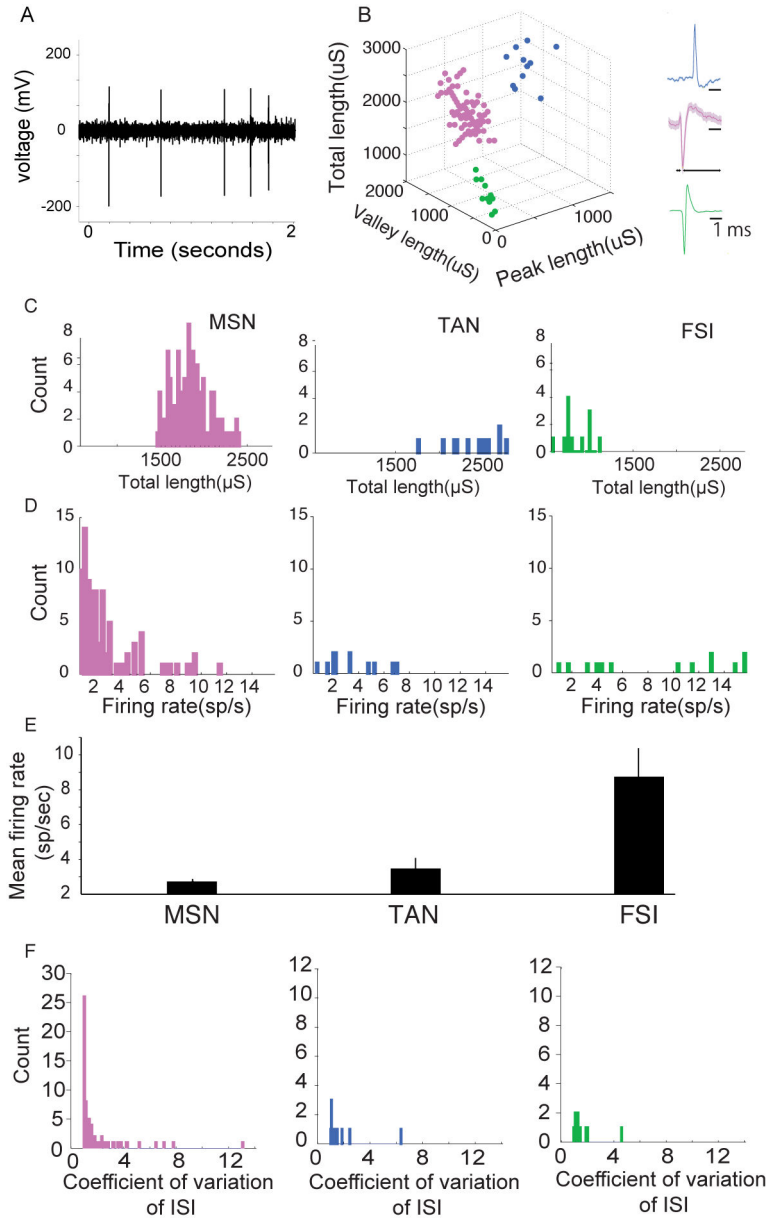 A
voltage (mV)
200
0
-200
0
2
Time (seconds)
B
Total length(uS)
3000
2000
1000
2000
1000
0
Valley length(uS)
1000
Peak length(uS)
1 ms
C
MSN
TAN
FSI
Count
8
6
4
2
0
1500
2500
Total length(µS)
8
6
4
2
0
1500
2500
Total length(µS)
8
6
4
2
0
1500
2500
Total length(µS)
D
Count
15
10
5
0
2 4 6 8 10 12 14
Firing rate(sp/s)
15
10
5
0
2 4 6 8 10 12 14
Firing rate(sp/s)
15
10
5
0
2 4 6 8 10 12 14
Firing rate(sp/s)
E
Mean firing rate
(sp/sec)
10
8
6
4
2
MSN
TAN
FSI
F
Count
30
25
20
15
10
5
0
0 4 8 12
Coefficient of variation
of ISI
12
10
8
6
4
2
0
0 4 8 12
Coefficient of variation
of ISI
12
10
8
6
4
2
0
0 4 8 12
Coefficient of variation
of ISI